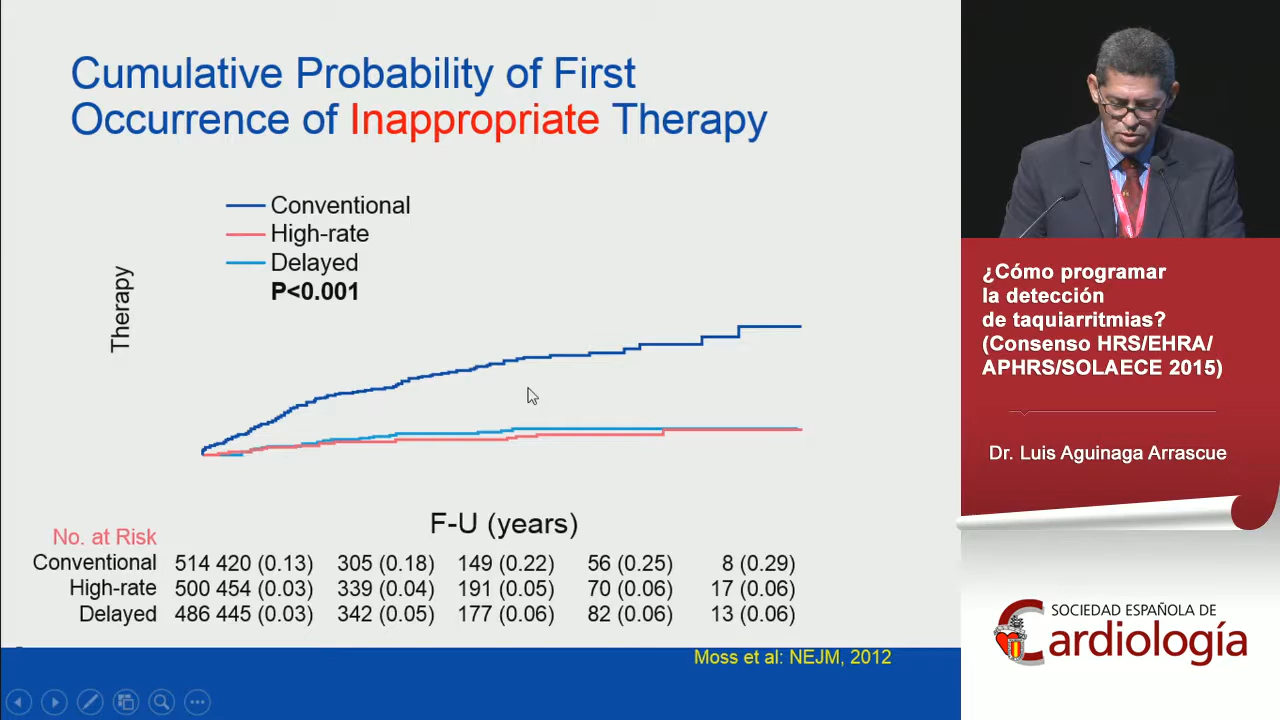 Cumulative Probability of First
Occurrence of Inappropriate Therapy
Conventional
High-rate
Delayed
P<0.001
Therapy
F-U (years)
No. at Risk
Conventional 514 420 (0.13) 305 (0.18) 149 (0.22) 56 (0.25) 8 (0.29)
High-rate 500 454 (0.03) 339 (0.04) 191 (0.05) 70 (0.06) 17 (0.06)
Delayed 486 445 (0.03) 342 (0.05) 177 (0.06) 82 (0.06) 13 (0.06)
Moss et al: NEJM, 2012
¿Cómo programar
la detección
de taquiarritmias?
(Consenso HRS/EHRA/
APHRS/SOLAECE 2015)
Dr. Luis Aguinaga Arrascue
SOCIEDAD ESPAÑOLA DE
Cardiología